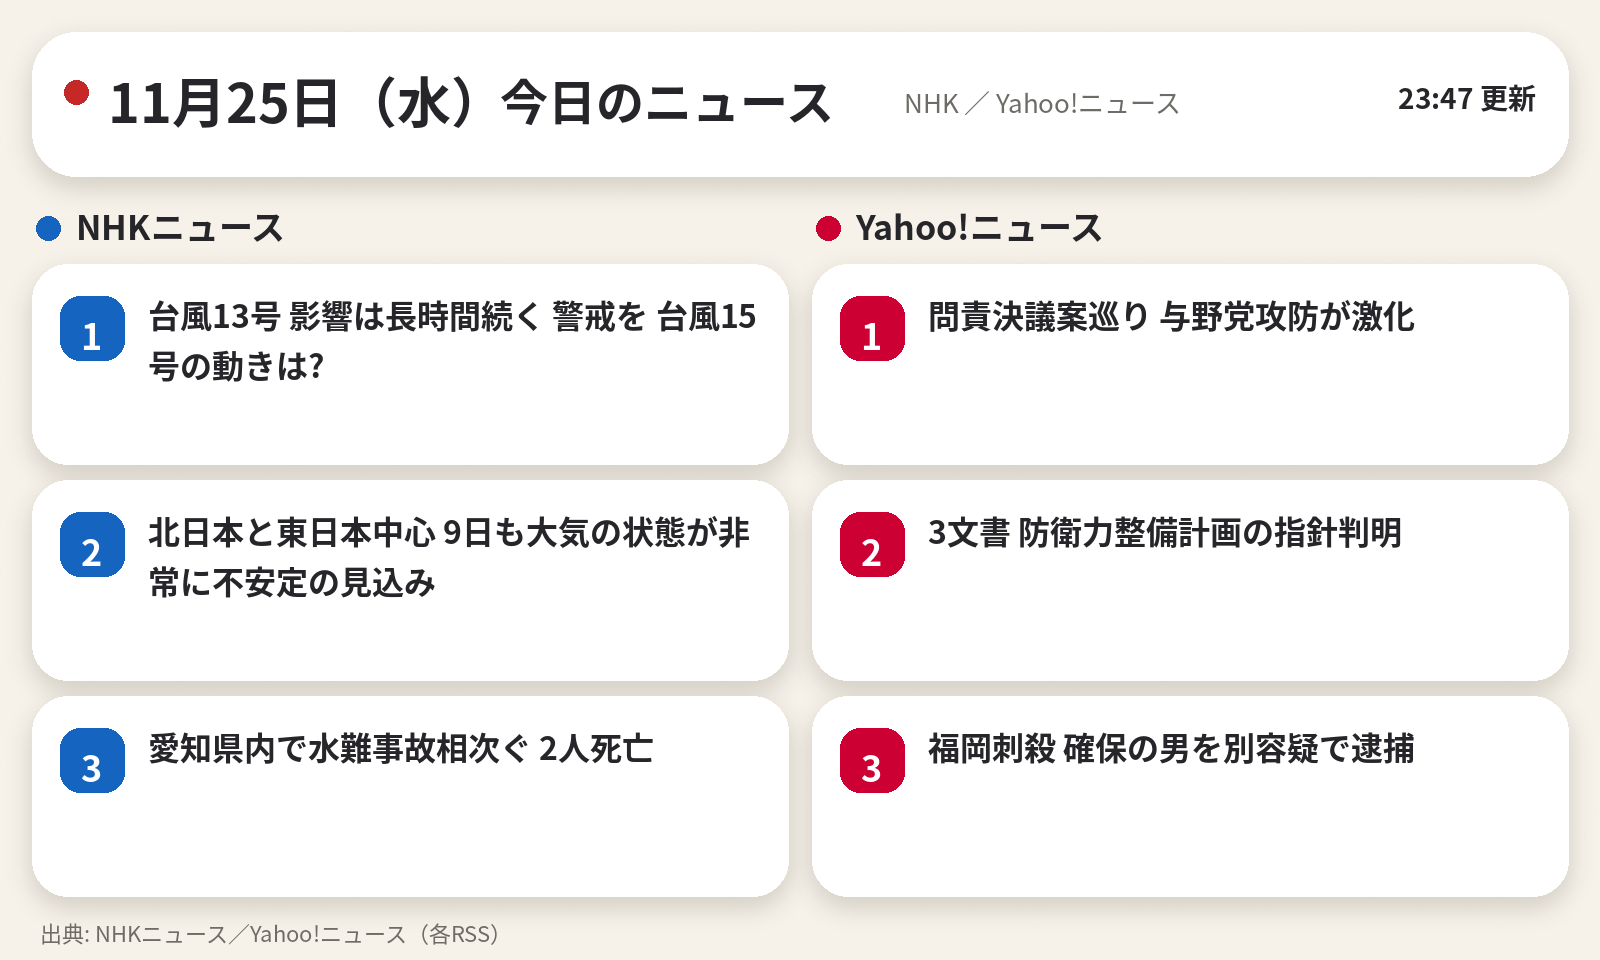 11月25日（水）今日のニュース
NHK ／ Yahoo!ニュース
23:47 更新
NHKニュース
1
台風13号 影響は長時間続く 警戒を 台風15
号の動きは?
2
北日本と東日本中心 9日も大気の状態が非
常に不安定の見込み
3
愛知県内で水難事故相次ぐ 2人死亡
Yahoo!ニュース
1
問責決議案巡り 与野党攻防が激化
2
3文書 防衛力整備計画の指針判明
3
福岡刺殺 確保の男を別容疑で逮捕
出典: NHKニュース／Yahoo!ニュース（各RSS）